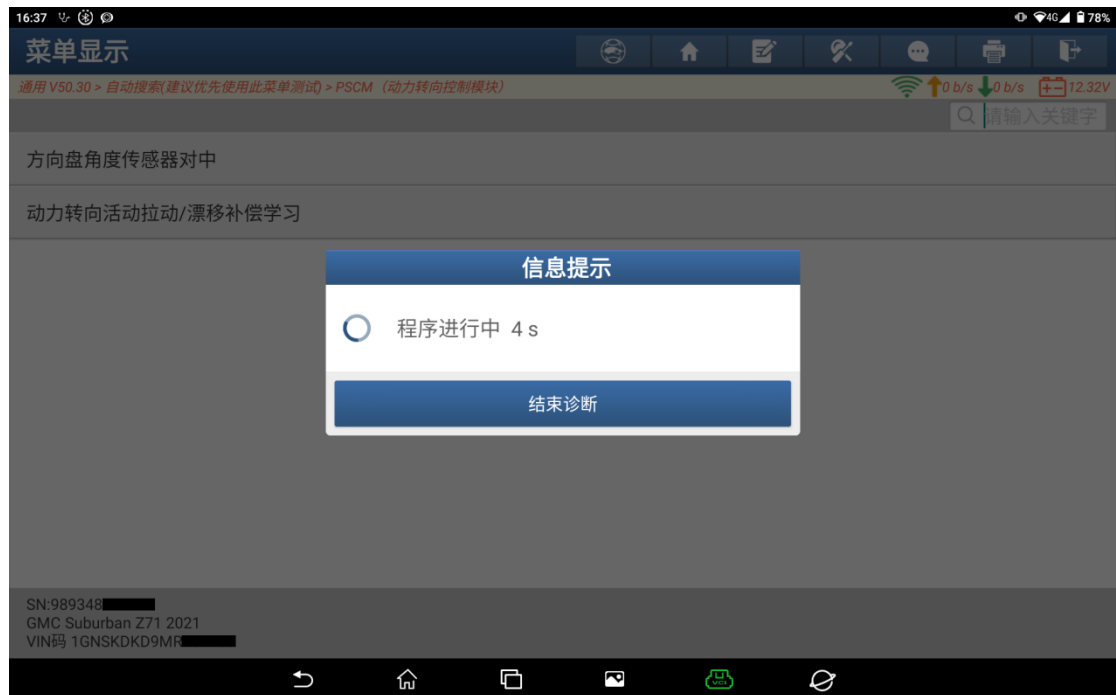 16:37 4G 78%
菜单显示
通用 V50.30 > 自动搜索(建议优先使用此菜单测试) > PSCM（动力转向控制模块） 0 b/s 0 b/s 12.32V
请输入关键字
方向盘角度传感器对中
动力转向活动拉动/漂移补偿学习
信息提示
程序进行中 4 s
结束诊断
SN:989348
GMC Suburban Z71 2021
VIN码 1GNSKDKD9MR
VCI